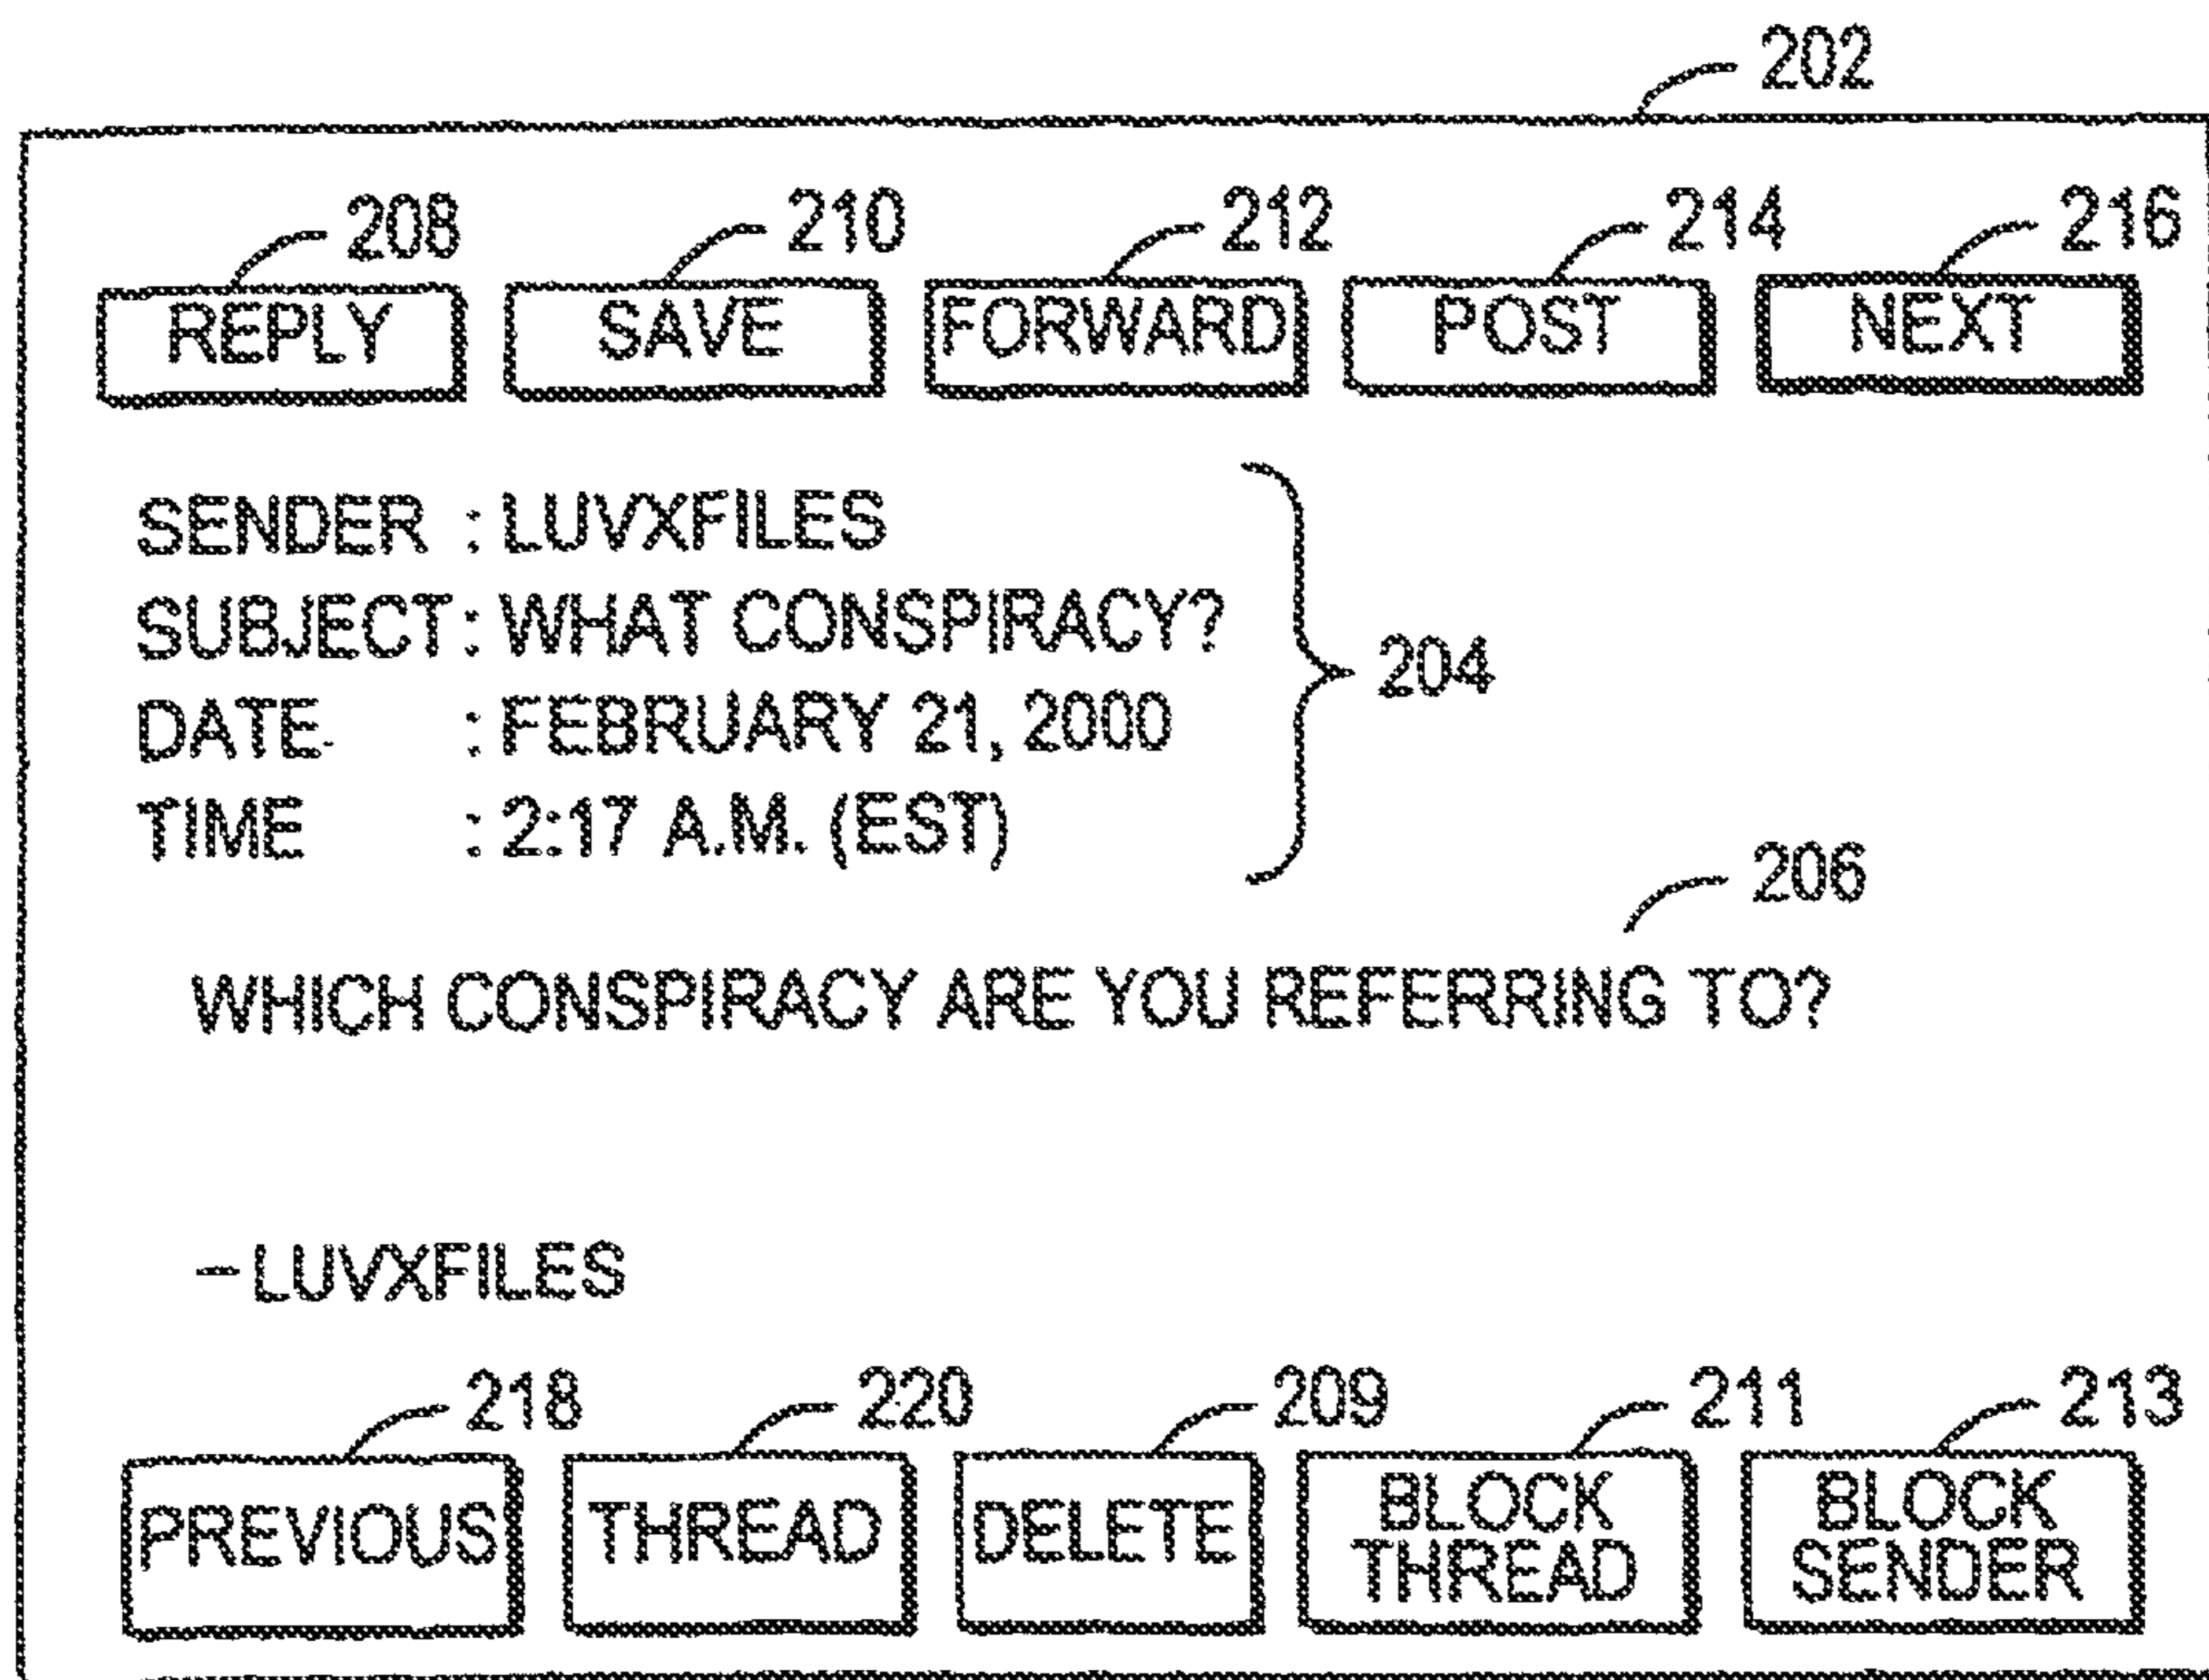 202
208 210 212 214 216
REPLY SAVE FORWARD POST NEXT
SENDER : LUVXFILES
SUBJECT : WHAT CONSPIRACY?
204
DATE : FEBRUARY 21, 2000
TIME : 2:17 A.M. (EST)
206
WHICH CONSPIRACY ARE YOU REFERRING TO?
-LUVXFILES
218 220 209 211 213
PREVIOUS THREAD DELETE BLOCK THREAD BLOCK SENDER